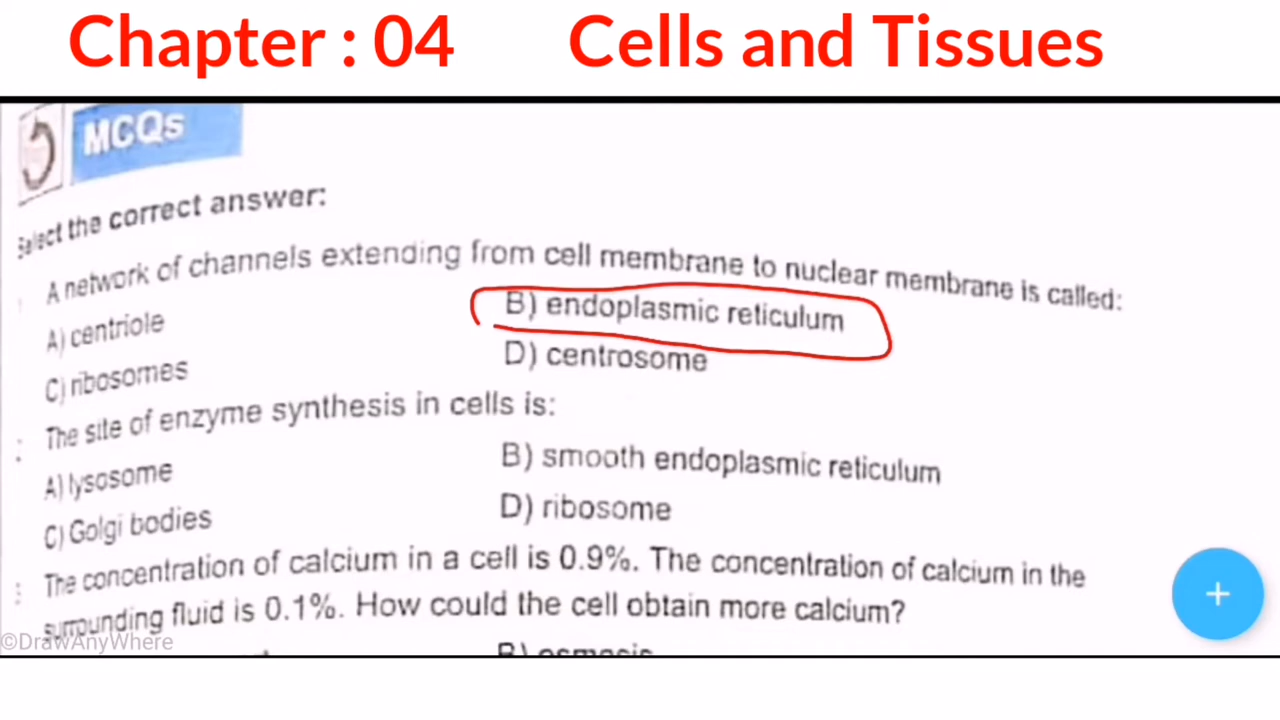 Chapter : 04 Cells and Tissues
MCQs
Select the correct answer:
A network of channels extending from cell membrane to nuclear membrane is called:
A) centriole B) endoplasmic reticulum
C) ribosomes D) centrosome
The site of enzyme synthesis in cells is:
A) lysosome B) smooth endoplasmic reticulum
C) Golgi bodies D) ribosome
The concentration of calcium in a cell is 0.9%. The concentration of calcium in the
surrounding fluid is 0.1%. How could the cell obtain more calcium?
B) osmosis
©DrawAnyWhere